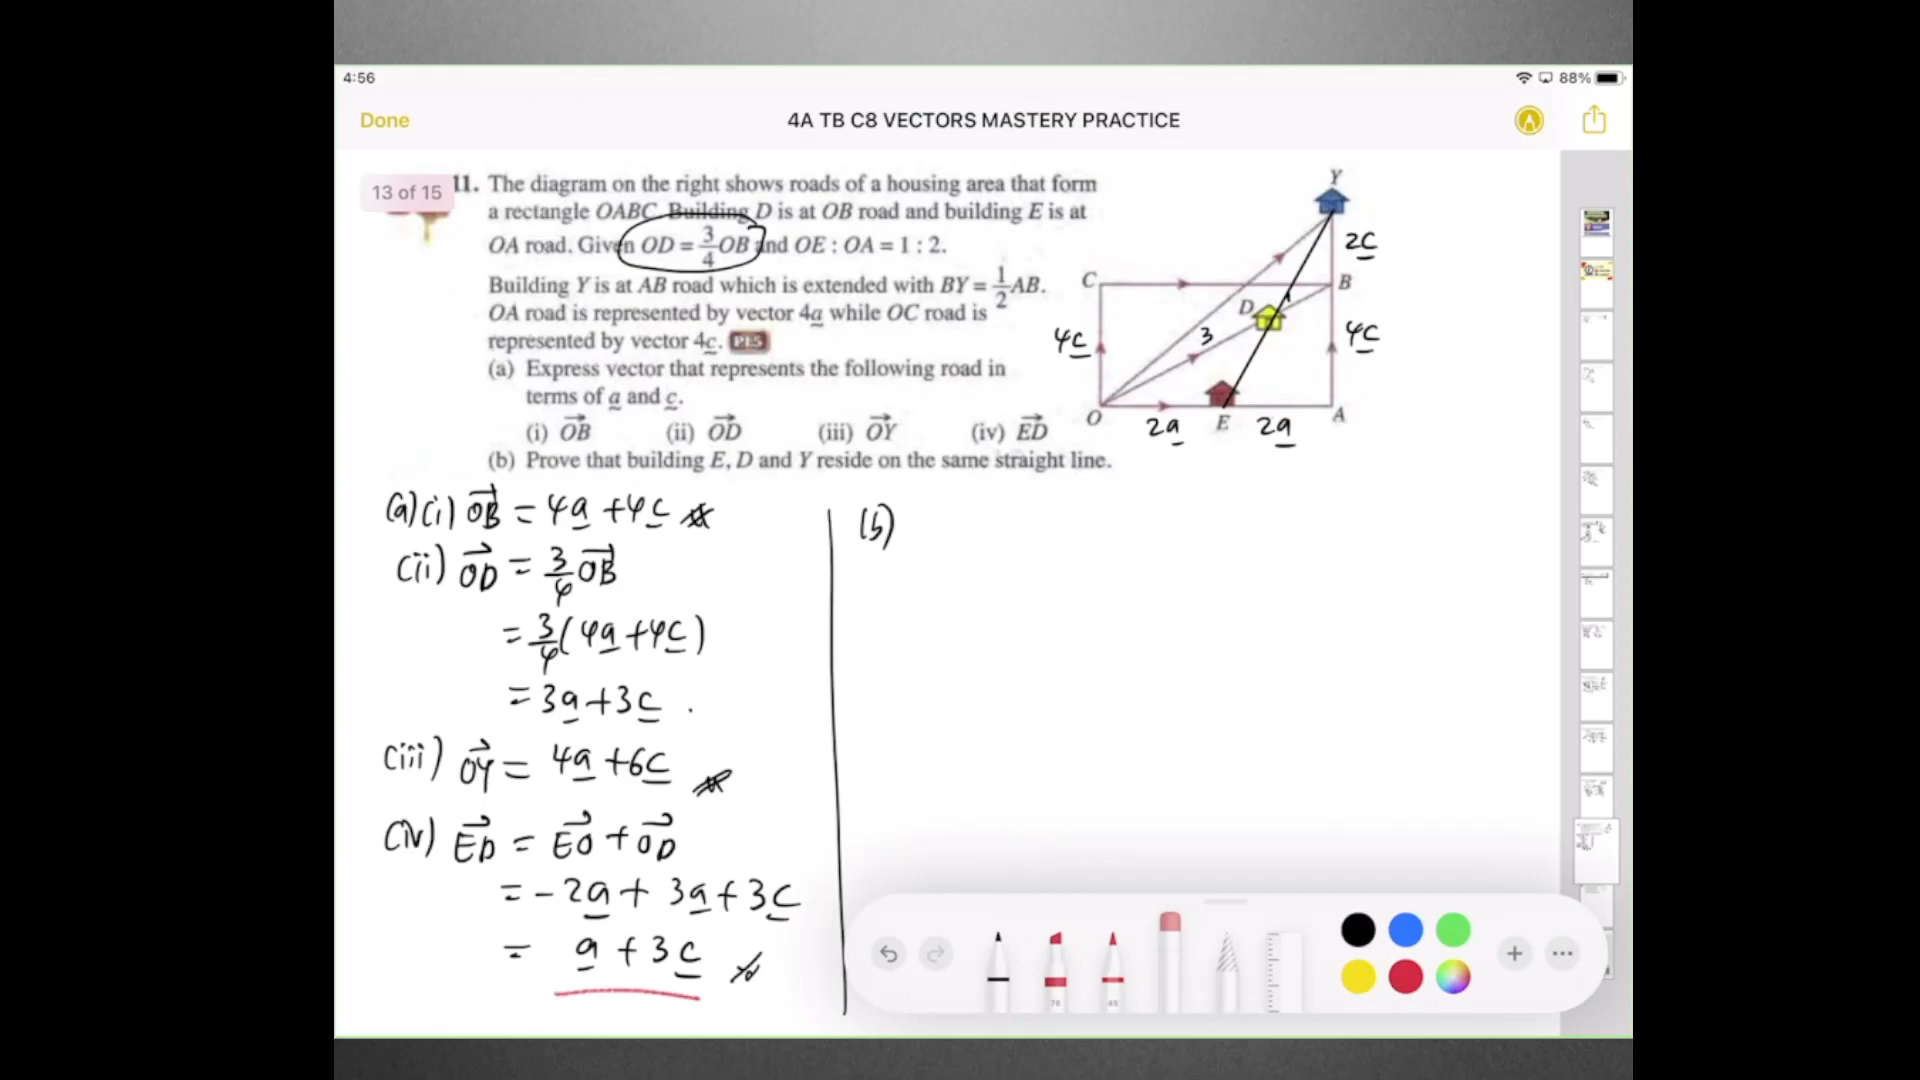 4:56
88%
Done
4A TB C8 VECTORS MASTERY PRACTICE
13 of 15
11. The diagram on the right shows roads of a housing area that form
a rectangle OABC. Building D is at OB road and building E is at
OA road. Given OD = 3/4 OB and OE : OA = 1 : 2.
Building Y is at AB road which is extended with BY = 1/2 AB.
OA road is represented by vector 4a while OC road is
represented by vector 4c. PL5
(a) Express vector that represents the following road in
terms of a and c.
(i) OB→ (ii) OD→ (iii) OY→ (iv) ED→
(b) Prove that building E, D and Y reside on the same straight line.
Y
2c
C
B
D
1
3
4c
4c
O
E
A
2a
2a
(a)(i) OB→ = 4a + 4c
(ii) OD→ = 3/4 OB→
= 3/4 (4a + 4c)
= 3a + 3c .
(iii) OY→ = 4a + 6c
(iv) ED→ = EO→ + OD→
= -2a + 3a + 3c
= a + 3c
(b)
76
49